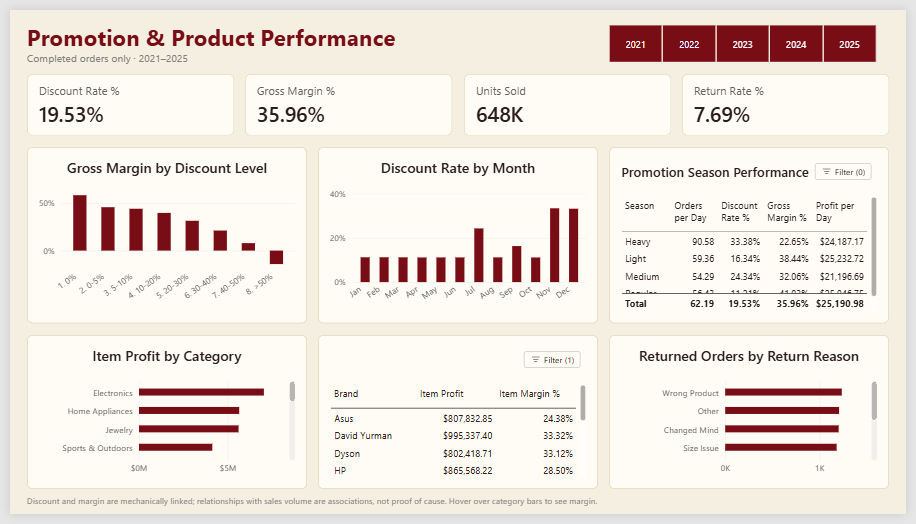 Promotion & Product Performance
Completed orders only · 2021–2025
2021 2022 2023 2024 2025
Discount Rate %
19.53%
Gross Margin %
35.96%
Units Sold
648K
Return Rate %
7.69%
Gross Margin by Discount Level
50%
0%
1. 0%
2. 0-5%
3. 5-10%
4. 10-20%
5. 20-30%
6. 30-40%
7. 40-50%
8. >50%
Discount Rate by Month
40%
20%
0%
Jan Feb Mar Apr May Jun Jul Aug Sep Oct Nov Dec
Promotion Season Performance
Filter (0)
Season Orders per Day Discount Rate % Gross Margin % Profit per Day
Heavy 90.58 33.38% 22.65% $24,187.17
Light 59.36 16.34% 38.44% $25,232.72
Medium 54.29 24.34% 32.06% $21,196.69
Regular
Total 62.19 19.53% 35.96% $25,190.98
Item Profit by Category
Electronics
Home Appliances
Jewelry
Sports & Outdoors
$0M $5M
Filter (1)
Brand Item Profit Item Margin %
Asus $807,832.85 24.38%
David Yurman $995,337.40 33.32%
Dyson $802,418.71 33.12%
HP $865,568.22 28.50%
Returned Orders by Return Reason
Wrong Product
Other
Changed Mind
Size Issue
0K 1K
Discount and margin are mechanically linked; relationships with sales volume are associations, not proof of cause. Hover over category bars to see margin.